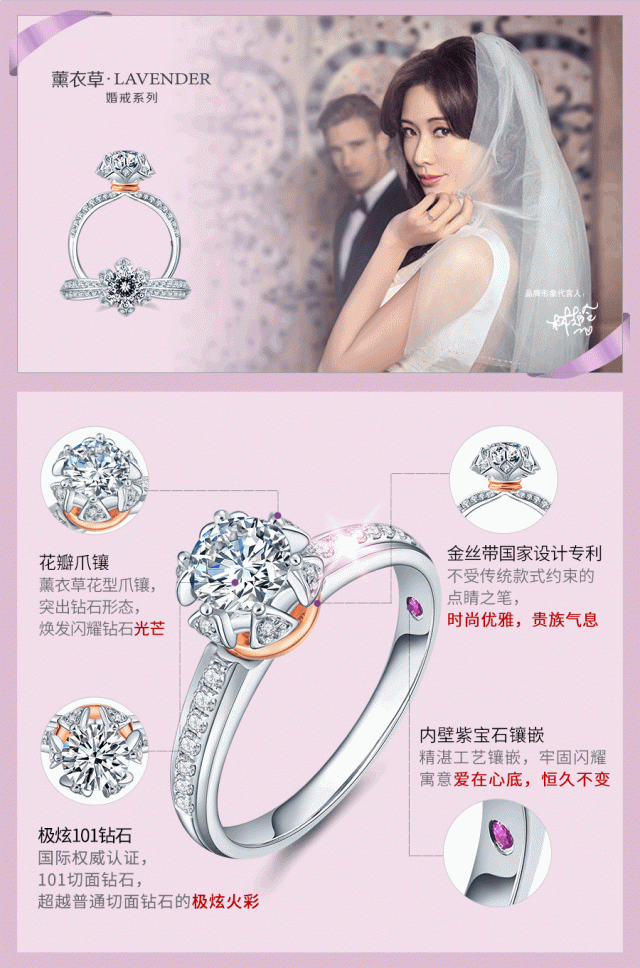 薰衣草·LAVENDER
婚戒系列
品牌形象代言人：
花瓣爪镶
薰衣草花型爪镶，
突出钻石形态，
焕发闪耀钻石光芒
金丝带国家设计专利
不受传统款式约束的
点睛之笔，
时尚优雅，贵族气息
内壁紫宝石镶嵌
精湛工艺镶嵌，牢固闪耀
寓意爱在心底，恒久不变
极炫101钻石
国际权威认证，
101切面钻石，
超越普通切面钻石的极炫火彩